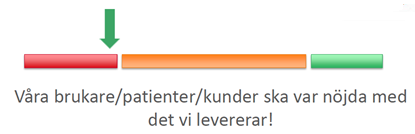 Våra brukare/patienter/kunder ska var nöjda med
det vi levererar!